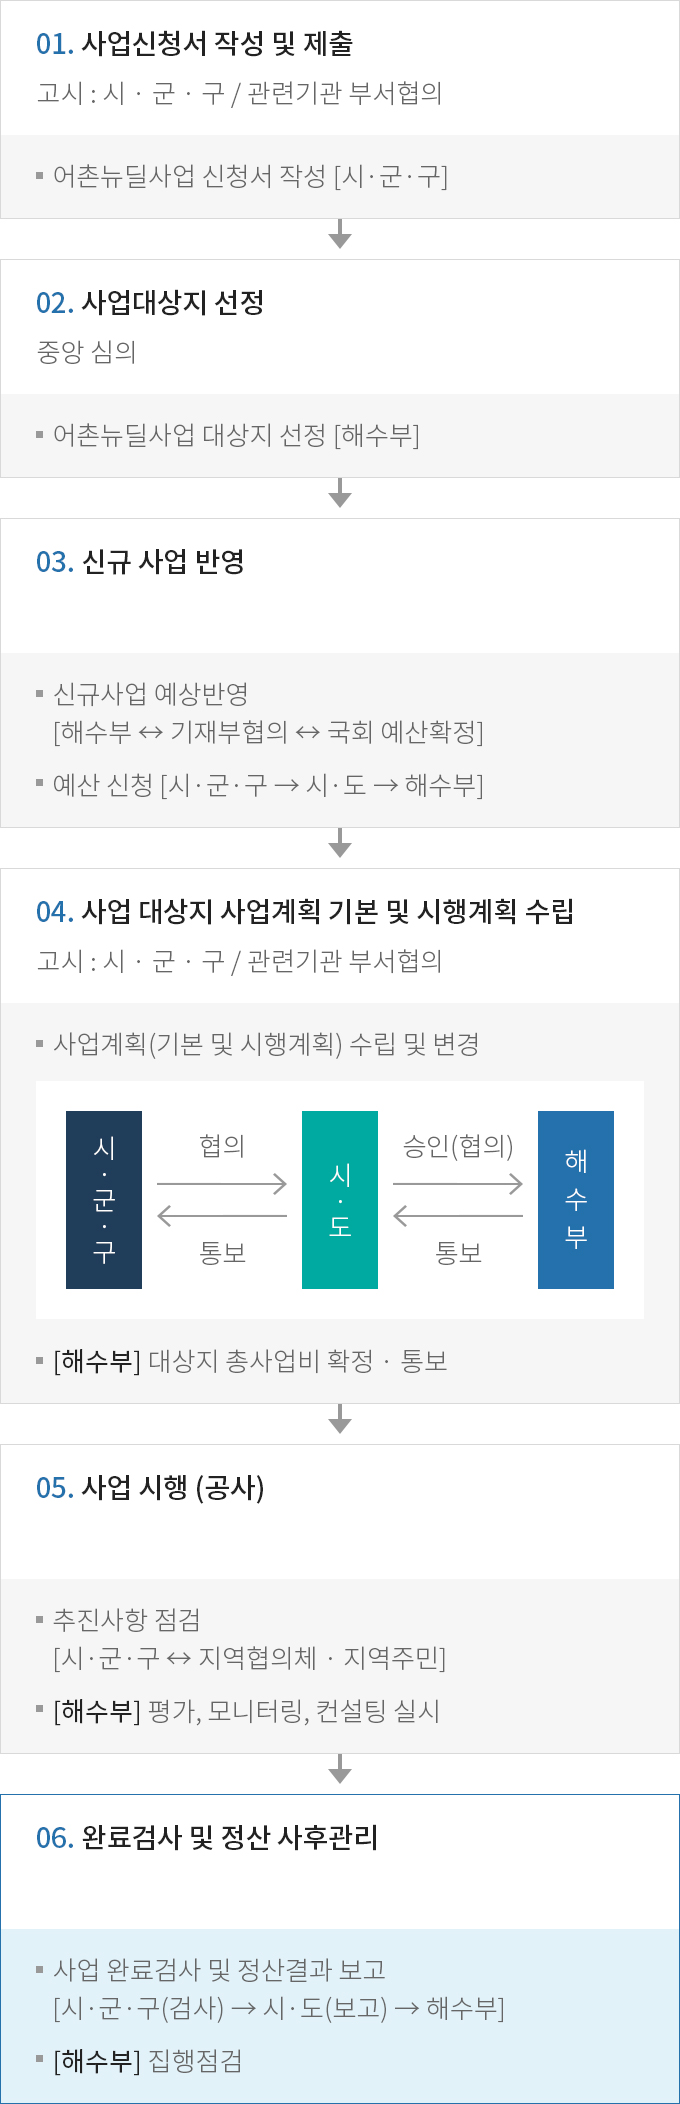 01. 사업신청서 작성 및 제출
고시 : 시 · 군 · 구 / 관련기관 부서협의
어촌뉴딜사업 신청서 작성 [시·군·구]
02. 사업대상지 선정
중앙 심의
어촌뉴딜사업 대상지 선정 [해수부]
03. 신규 사업 반영
신규사업 예상반영
[해수부 ↔ 기재부협의 ↔ 국회 예산확정]
예산 신청 [시·군·구 → 시·도 → 해수부]
04. 사업 대상지 사업계획 기본 및 시행계획 수립
고시 : 시 · 군 · 구 / 관련기관 부서협의
사업계획(기본 및 시행계획) 수립 및 변경
시·군·구
협의
통보
시·도
승인(협의)
통보
해수부
[해수부] 대상지 총사업비 확정 · 통보
05. 사업 시행 (공사)
추진사항 점검
[시·군·구 ↔ 지역협의체 · 지역주민]
[해수부] 평가, 모니터링, 컨설팅 실시
06. 완료검사 및 정산 사후관리
사업 완료검사 및 정산결과 보고
[시·군·구(검사) → 시·도(보고) → 해수부]
[해수부] 집행점검